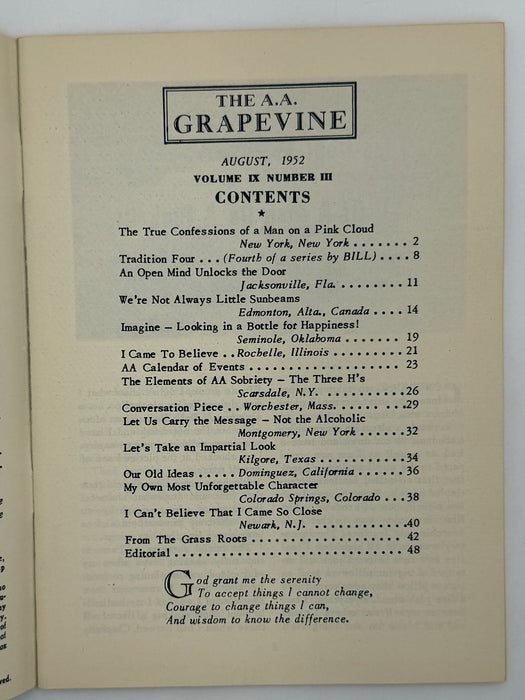 THE A.A.
GRAPEVINE
AUGUST, 1952
VOLUME IX NUMBER III
CONTENTS
★
The True Confessions of a Man on a Pink Cloud
New York, New York . . . . . . . 2
Tradition Four . . . (Fourth of a series by BILL) . . . . 8
An Open Mind Unlocks the Door
Jacksonville, Fla. . . . . . . . . 11
We're Not Always Little Sunbeams
Edmonton, Alta., Canada . . . . 14
Imagine — Looking in a Bottle for Happiness!
Seminole, Oklahoma . . . . . . . 19
I Came To Believe . . Rochelle, Illinois . . . . . . . . . 21
AA Calendar of Events . . . . . . . . . . . . . . . . . . . 23
The Elements of AA Sobriety — The Three H's
Scarsdale, N.Y. . . . . . . . . . . .26
Conversation Piece . . Worchester, Mass. . . . . . . .29
Let Us Carry the Message — Not the Alcoholic
Montgomery, New York . . . . . .32
Let's Take an Impartial Look
Kilgore, Texas . . . . . . . . . . .34
Our Old Ideas . . . . . Dominguez, California . . . . . . 36
My Own Most Unforgettable Character
Colorado Springs, Colorado . . .38
I Can't Believe That I Came So Close
Newark, N.J. . . . . . . . . . . . .40
From The Grass Roots . . . . . . . . . . . . . . . . . . . 42
Editorial . . . . . . . . . . . . . . . . . . . . . . . . . . . . 48
God grant me the serenity
To accept things I cannot change,
Courage to change things I can,
And wisdom to know the difference.